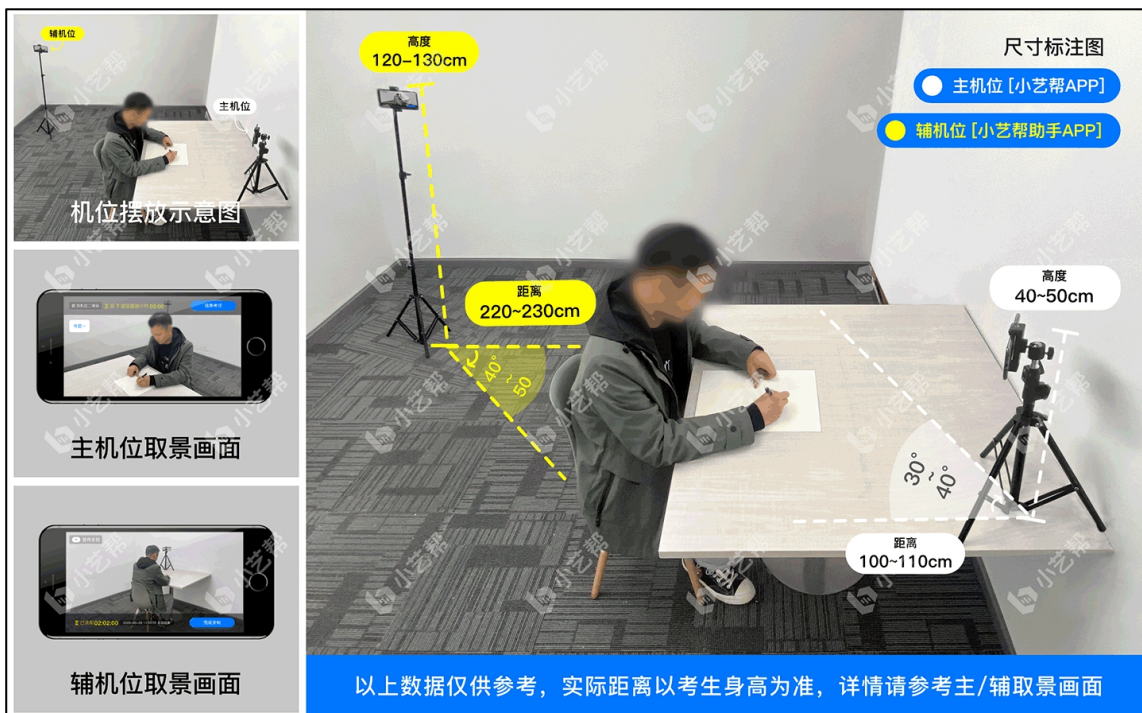 辅机位
主机位
机位摆放示意图
主机位取景画面
辅机位取景画面
尺寸标注图
主机位 [小艺帮APP]
辅机位 [小艺帮助手APP]
高度
120-130cm
距离
220~230cm
40°
~
50
高度
40~50cm
30°
~
40°
距离
100~110cm
以上数据仅供参考，实际距离以考生身高为准，详情请参考主/辅取景画面
小艺帮